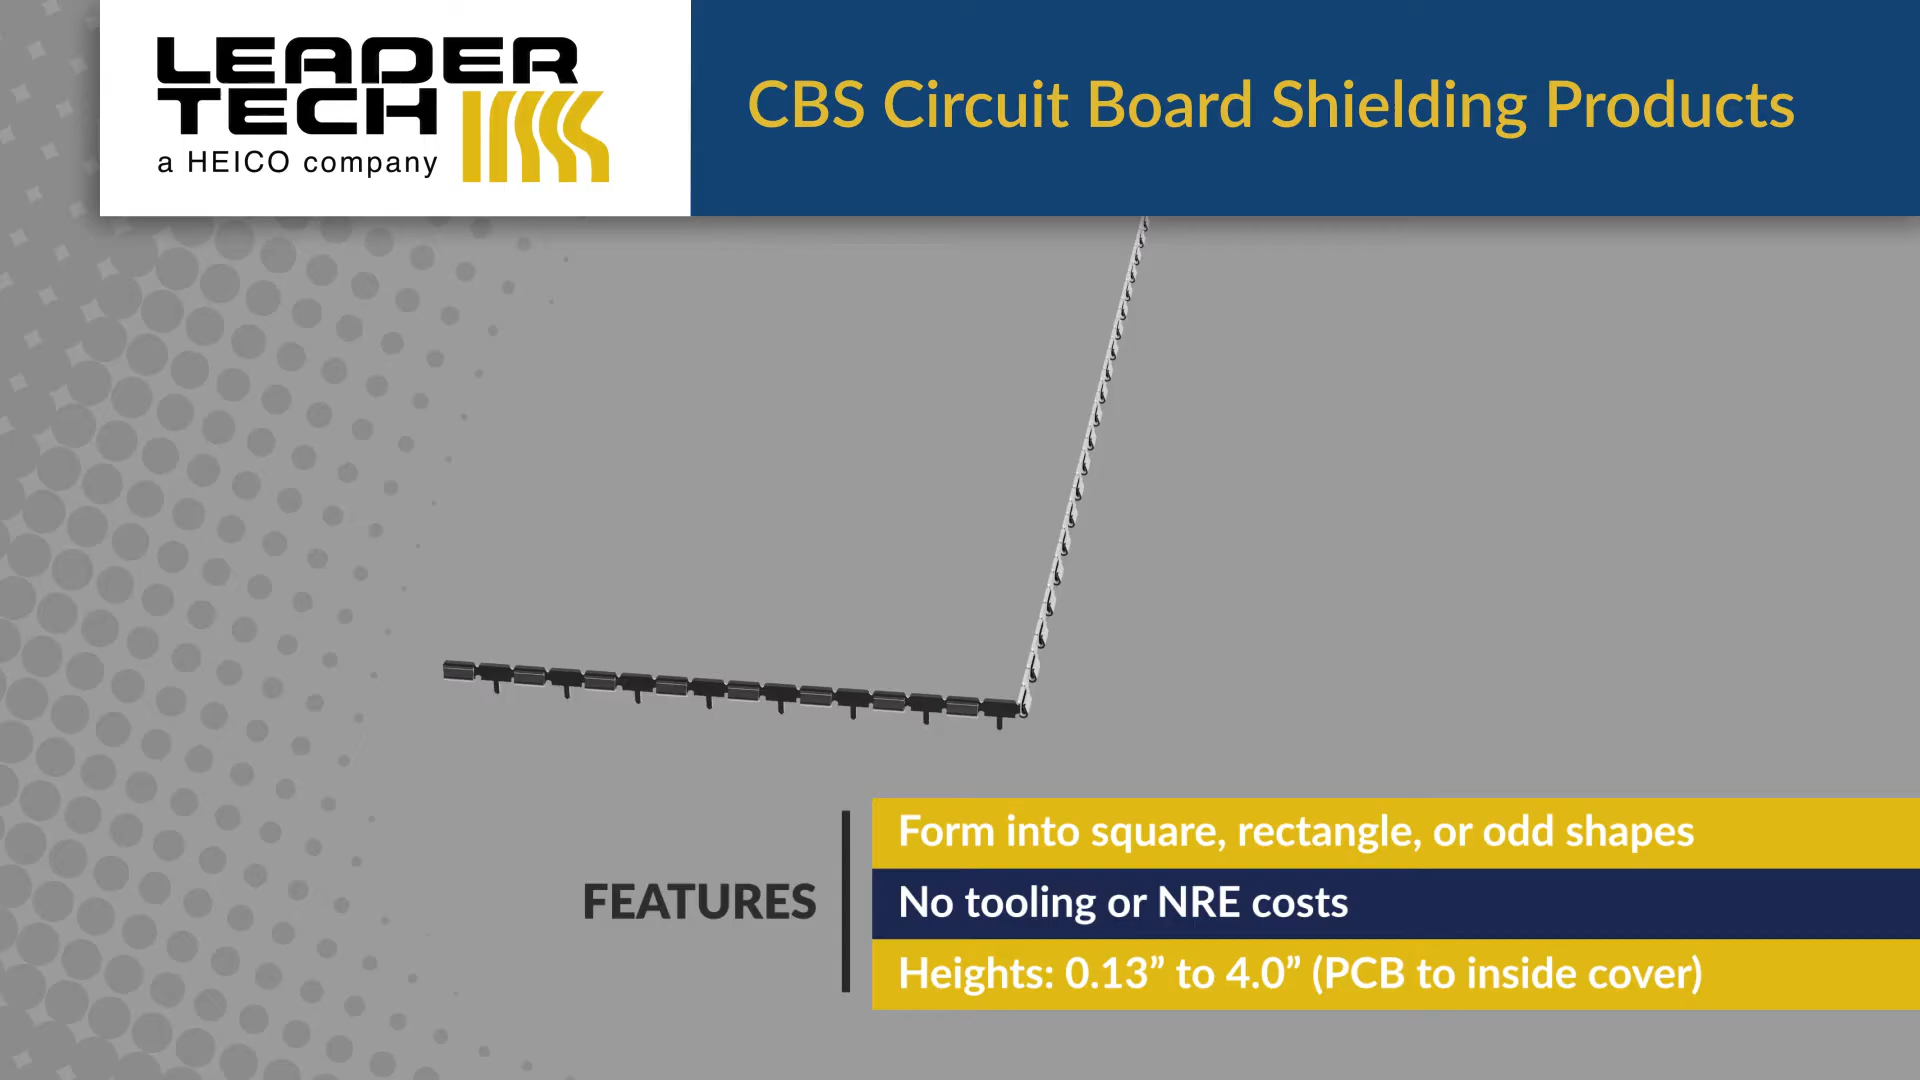 LEADER
TECH
a HEICO company
CBS Circuit Board Shielding Products
FEATURES
Form into square, rectangle, or odd shapes
No tooling or NRE costs
Heights: 0.13” to 4.0” (PCB to inside cover)